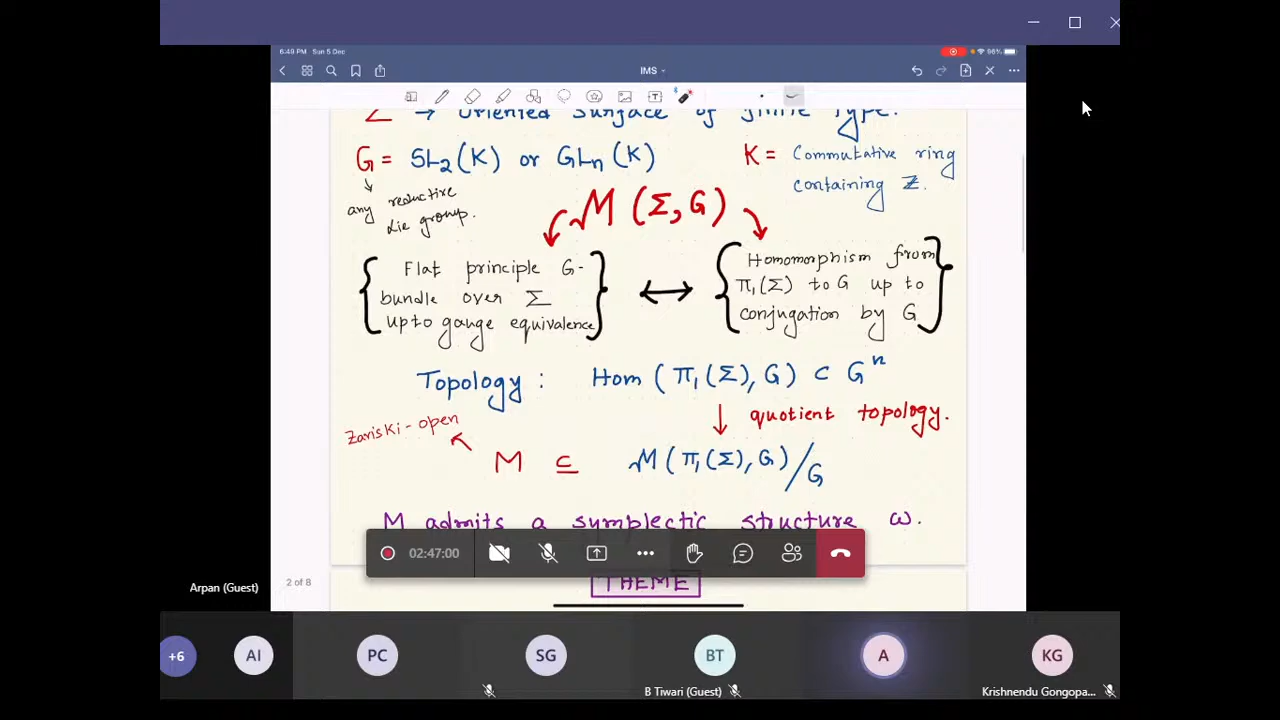 6:49 PM Sun 5 Dec 96%
IMS
Σ → Oriented Surface of finite Type.
G = SL₂(K) or GLₙ(K) K = Commutative ring
containing ℤ.
any reductive
Lie group.
M (Σ, G)
Flat principle G-
bundle over Σ
upto gauge equivalence
Homomorphism from
π₁(Σ) to G up to
conjugation by G
Topology : Hom (π₁(Σ), G) ⊂ Gⁿ
↓ quotient topology.
Zariski-open
M ⊆ M(π₁(Σ), G)/G
M admits a symplectic structure ω.
02:47:00
THEME
2 of 8
Arpan (Guest)
+6 AI PC SG BT A KG
B Tiwari (Guest) Krishnendu Gongopa...